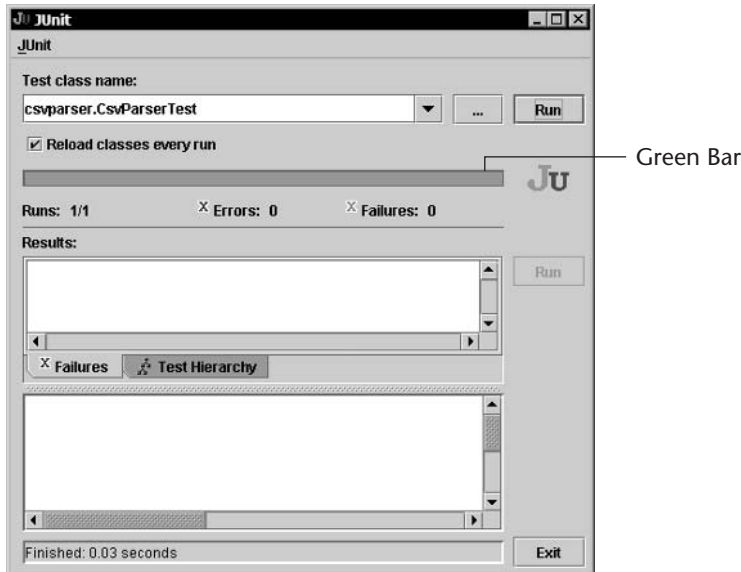 JU JUnit
JUnit
Test class name:
csvparser.CsvParserTest
...
Run
Reload classes every run
Green Bar
JU
Runs: 1/1 X Errors: 0 X Failures: 0
Results:
Run
X Failures
Test Hierarchy
Finished: 0.03 seconds
Exit